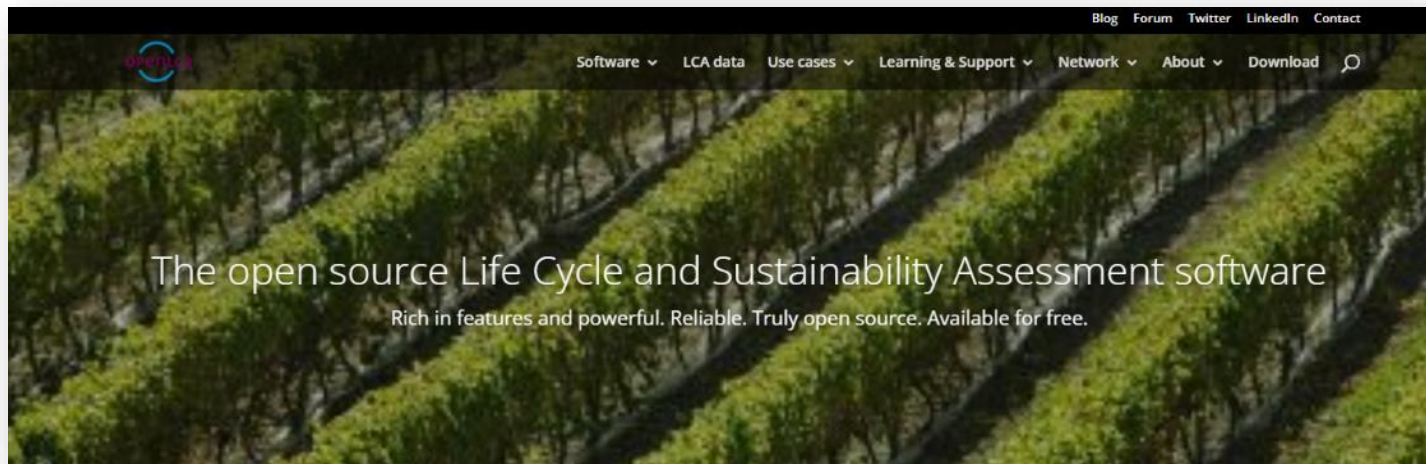 Blog Forum Twitter LinkedIn Contact
openLCA
Software LCA data Use cases Learning & Support Network About Download
The open source Life Cycle and Sustainability Assessment software
Rich in features and powerful. Reliable. Truly open source. Available for free.